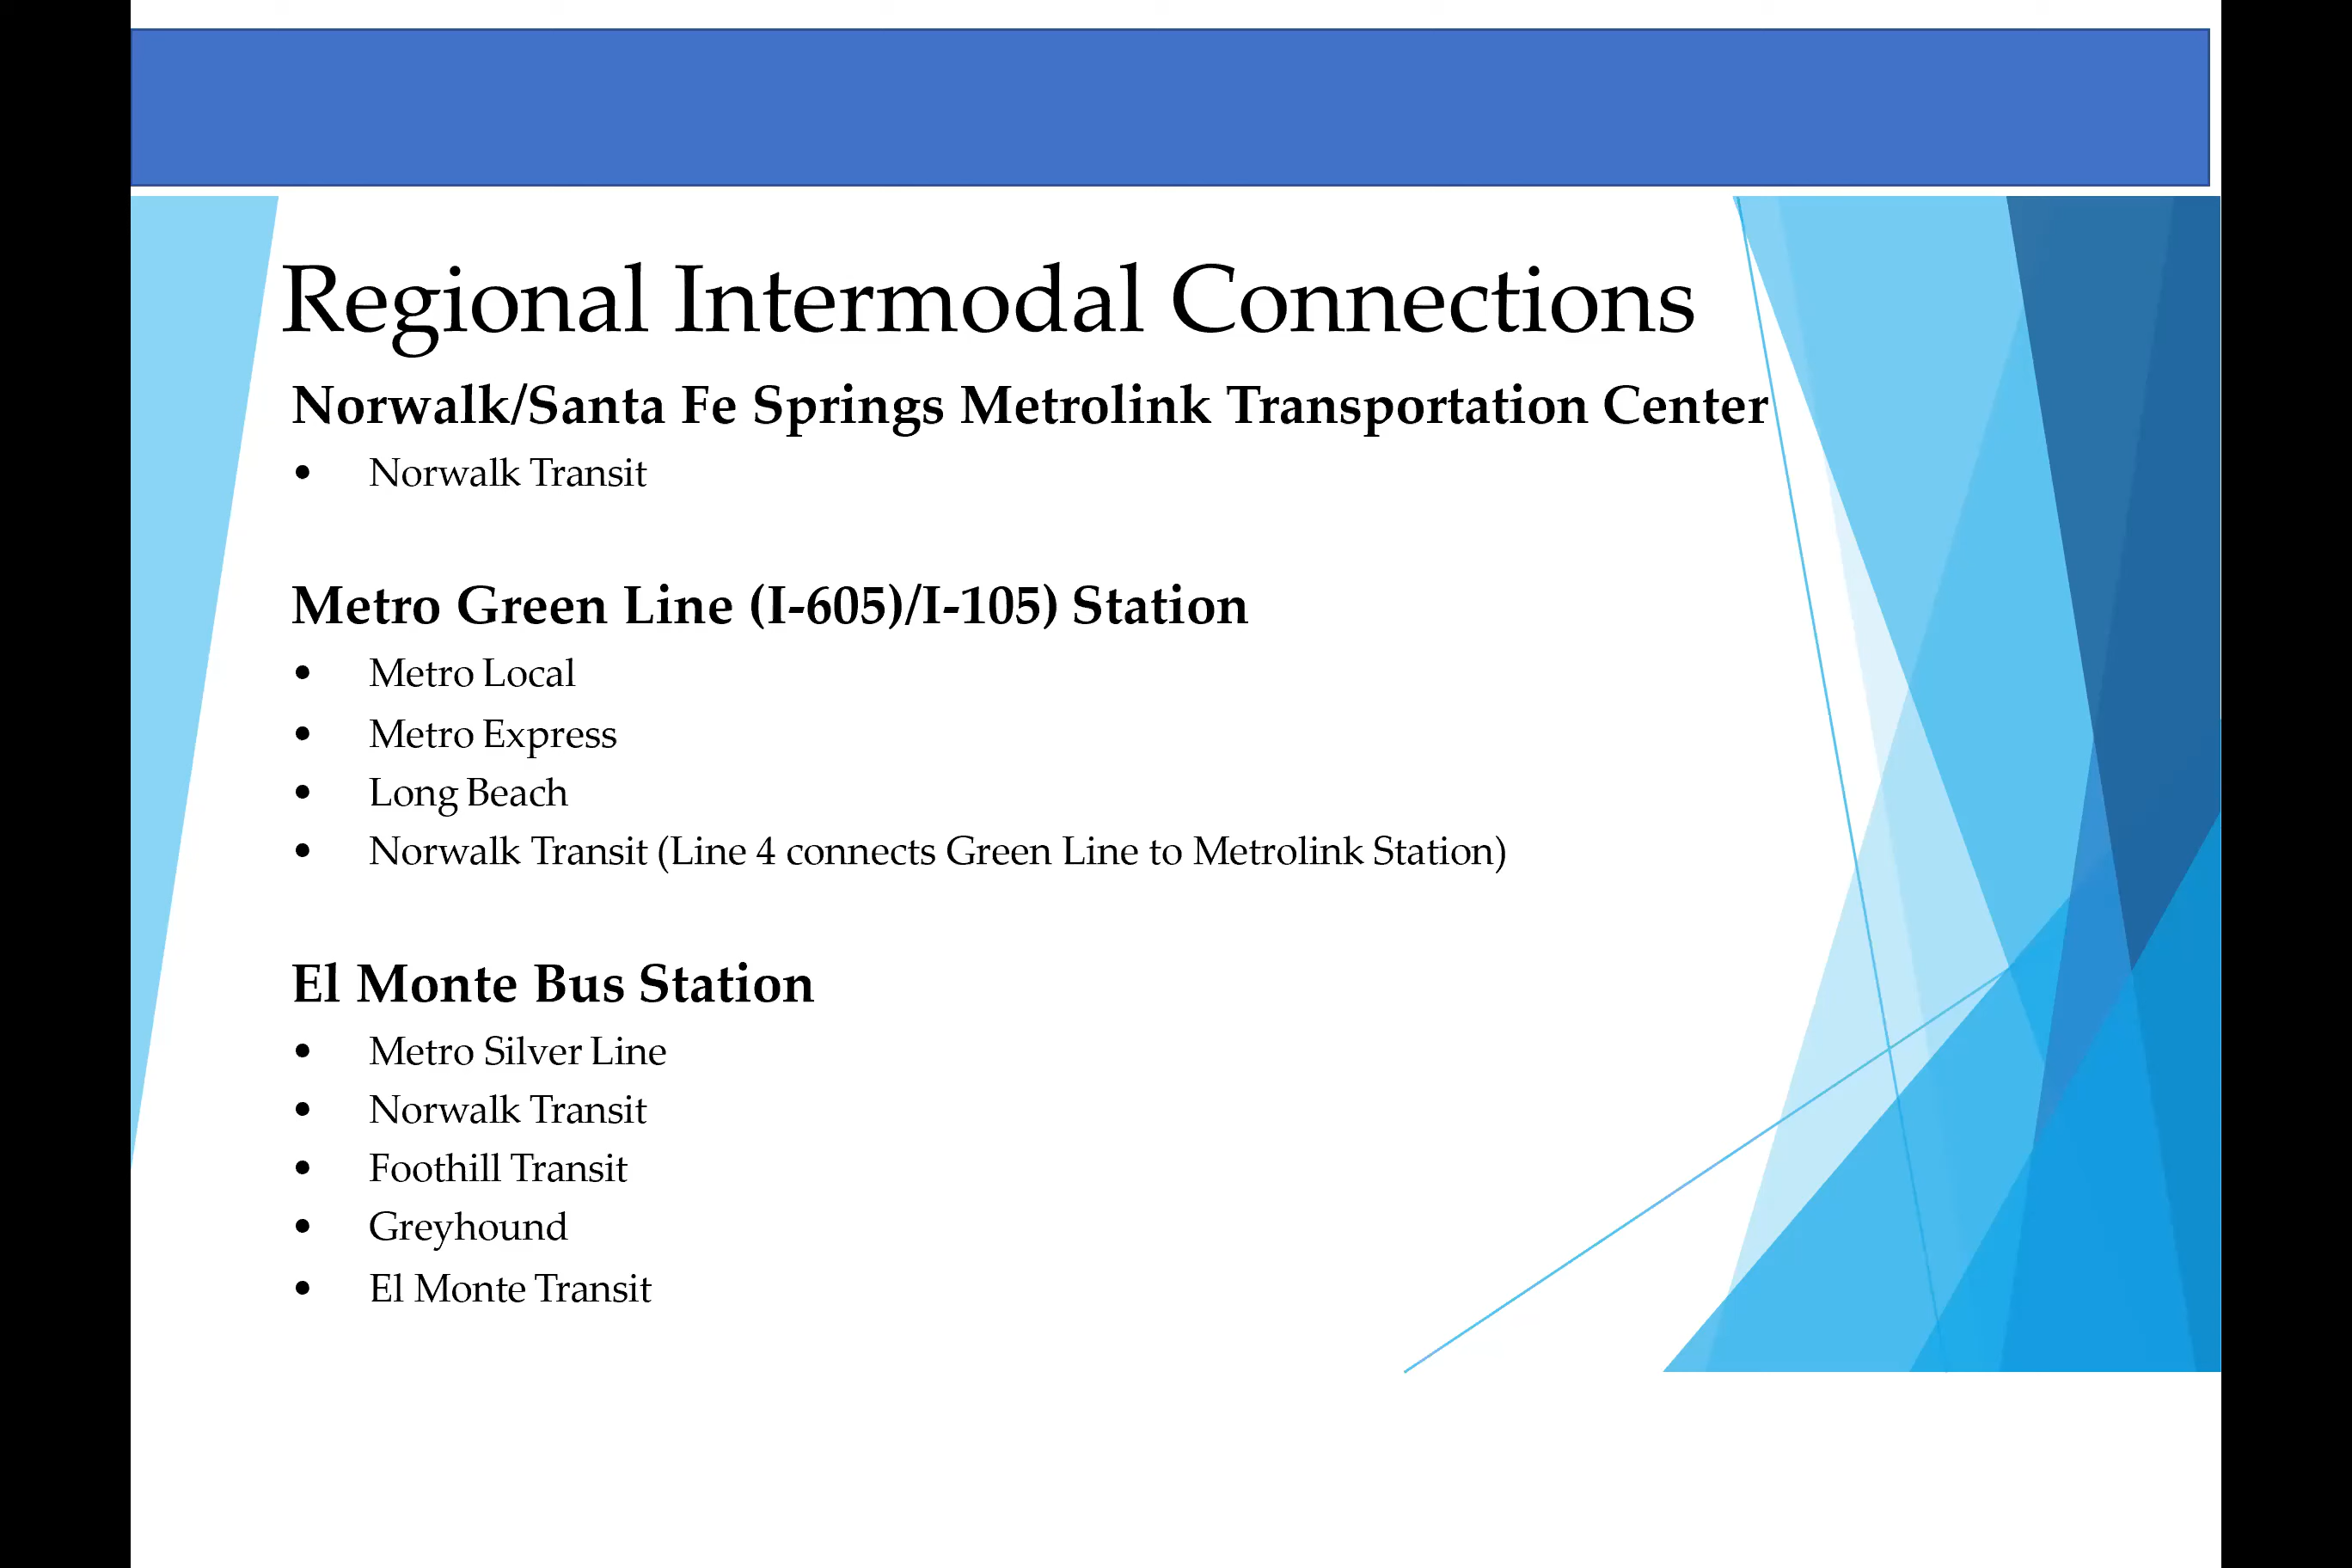 Regional Intermodal Connections
Norwalk/Santa Fe Springs Metrolink Transportation Center
• Norwalk Transit
Metro Green Line (I-605)/I-105) Station
• Metro Local
• Metro Express
• Long Beach
• Norwalk Transit (Line 4 connects Green Line to Metrolink Station)
El Monte Bus Station
• Metro Silver Line
• Norwalk Transit
• Foothill Transit
• Greyhound
• El Monte Transit